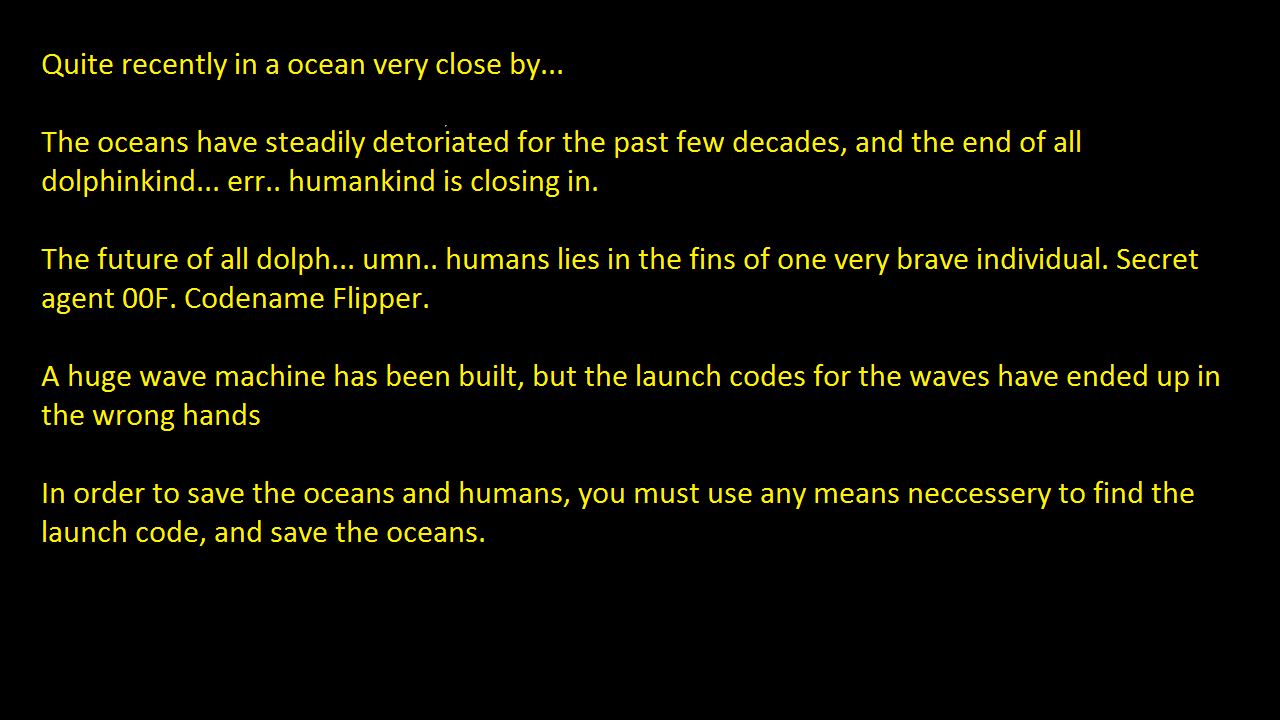 Quite recently in a ocean very close by...
The oceans have steadily detoriated for the past few decades, and the end of all
dolphinkind... err.. humankind is closing in.
The future of all dolph... umn.. humans lies in the fins of one very brave individual. Secret
agent 00F. Codename Flipper.
A huge wave machine has been built, but the launch codes for the waves have ended up in
the wrong hands
In order to save the oceans and humans, you must use any means neccessery to find the
launch code, and save the oceans.